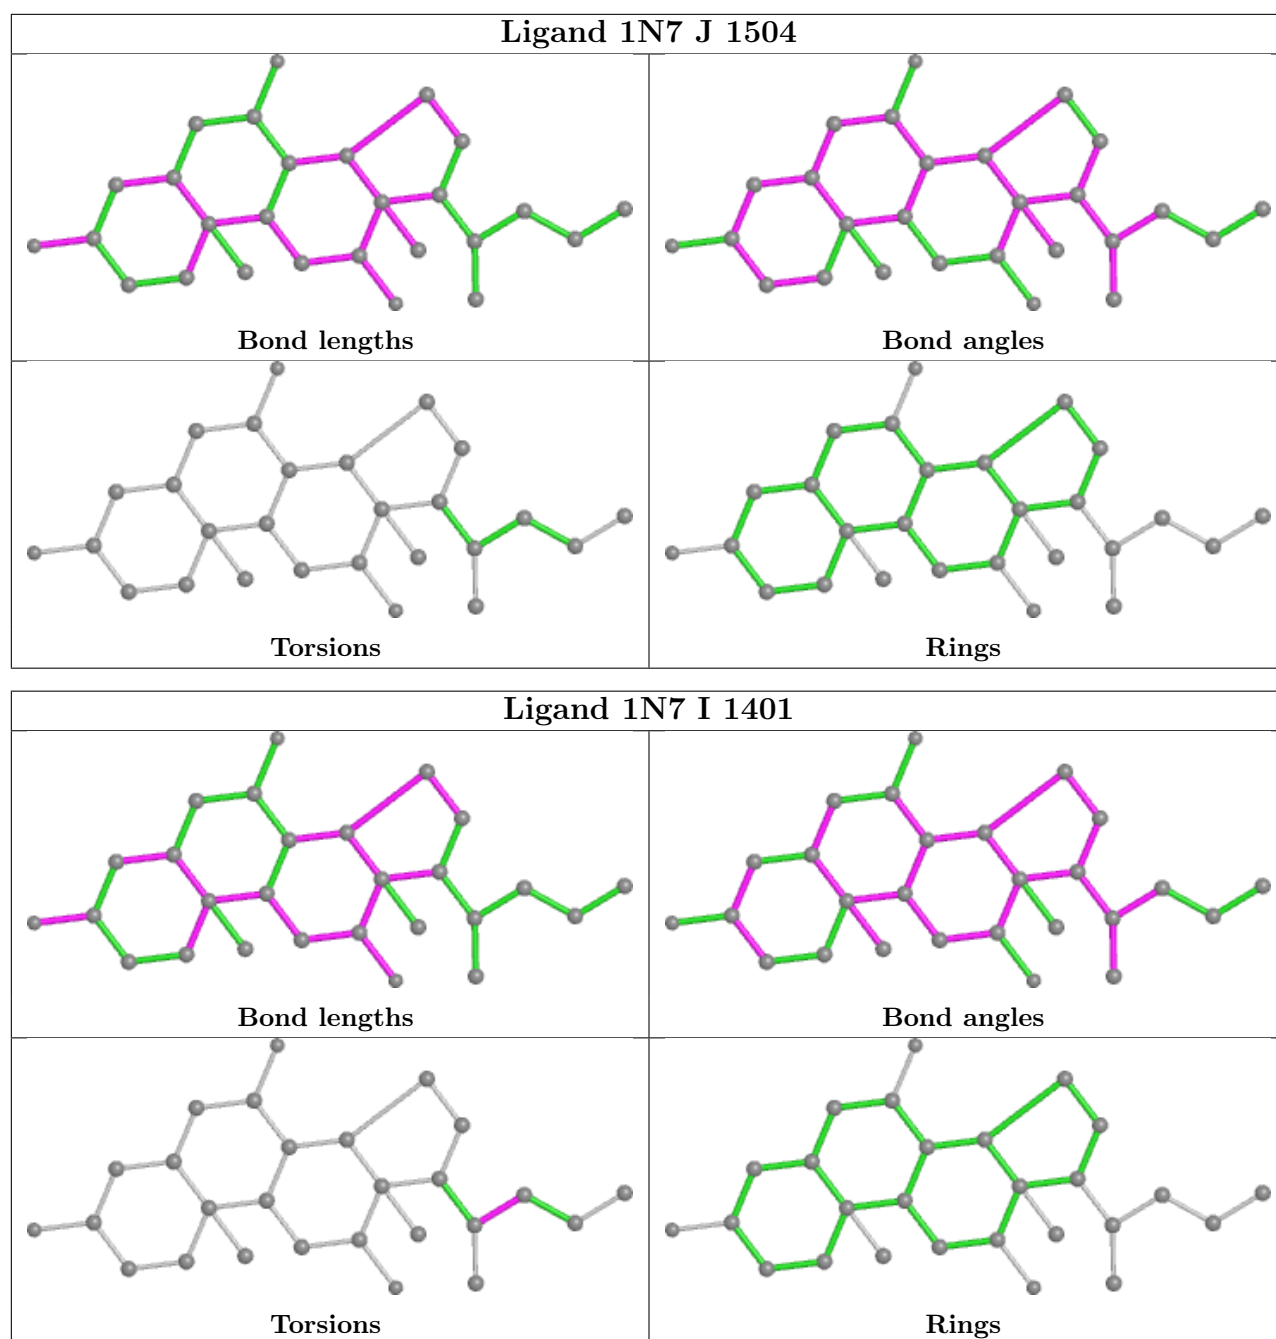 Ligand 1N7 J 1504
Bond lengths
Bond angles
Torsions
Rings
Ligand 1N7 I 1401
Bond lengths
Bond angles
Torsions
Rings